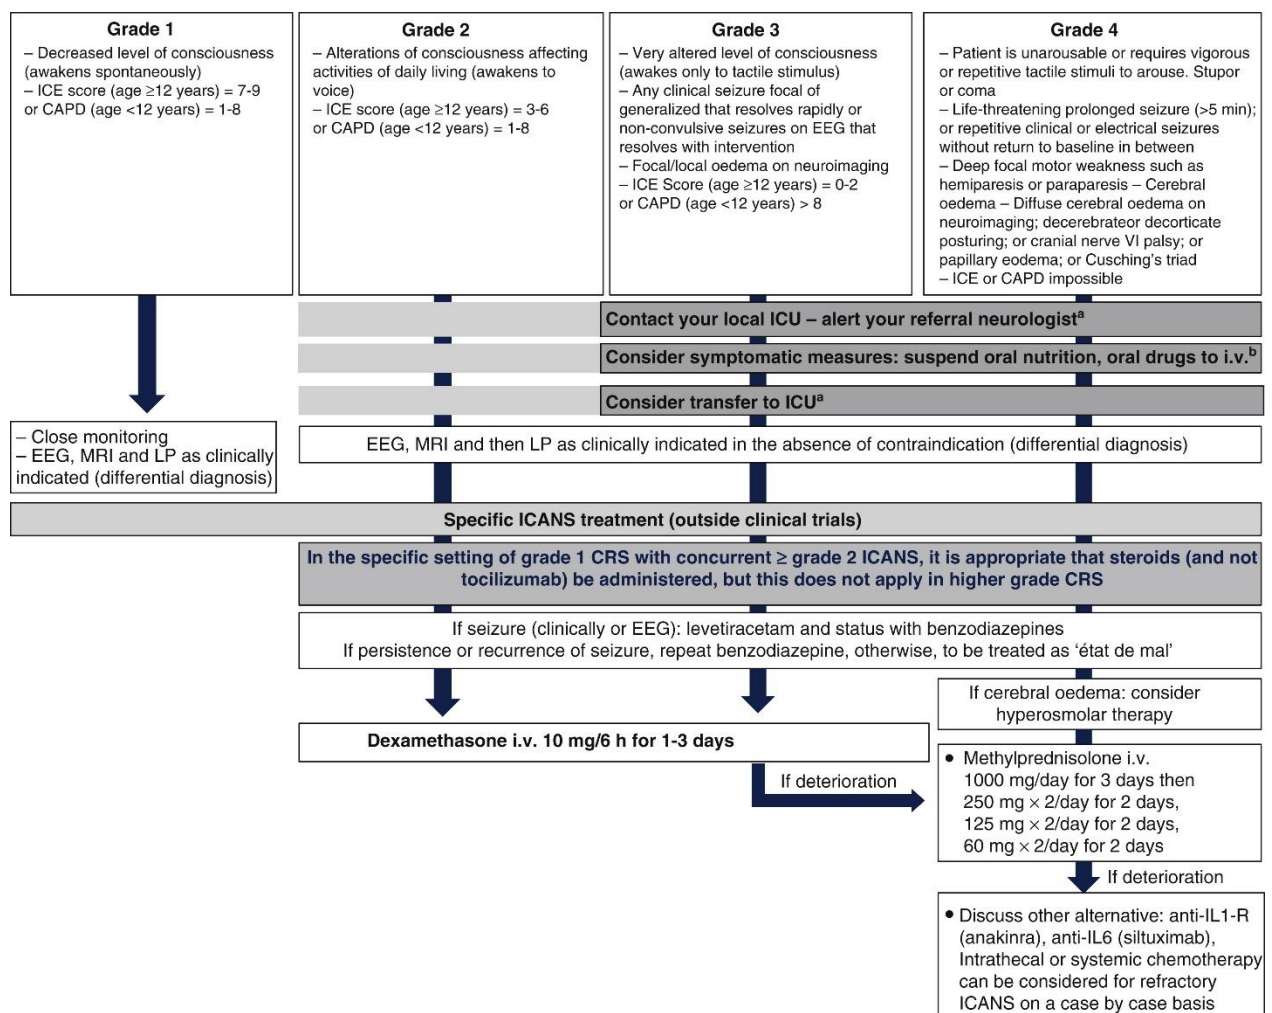 Grade 1
– Decreased level of consciousness
(awakens spontaneously)
– ICE score (age ≥12 years) = 7-9
or CAPD (age <12 years) = 1-8
Grade 2
– Alterations of consciousness affecting
activities of daily living (awakens to
voice)
– ICE score (age ≥12 years) = 3-6
or CAPD (age <12 years) = 1-8
Grade 3
– Very altered level of consciousness
(awakes only to tactile stimulus)
– Any clinical seizure focal of
generalized that resolves rapidly or
non-convulsive seizures on EEG that
resolves with intervention
– Focal/local oedema on neuroimaging
– ICE Score (age ≥12 years) = 0-2
or CAPD (age <12 years) > 8
Grade 4
– Patient is unarousable or requires vigorous
or repetitive tactile stimuli to arouse. Stupor
or coma
– Life-threatening prolonged seizure (>5 min);
or repetitive clinical or electrical seizures
without return to baseline in between
– Deep focal motor weakness such as
hemiparesis or paraparesis – Cerebral
oedema – Diffuse cerebral oedema on
neuroimaging; decerebrateor decorticate
posturing; or cranial nerve VI palsy; or
papillary eodema; or Cusching's triad
– ICE or CAPD impossible
Contact your local ICU – alert your referral neurologistᵃ
Consider symptomatic measures: suspend oral nutrition, oral drugs to i.v.ᵇ
Consider transfer to ICUᵃ
– Close monitoring
– EEG, MRI and LP as clinically
indicated (differential diagnosis)
EEG, MRI and then LP as clinically indicated in the absence of contraindication (differential diagnosis)
Specific ICANS treatment (outside clinical trials)
In the specific setting of grade 1 CRS with concurrent ≥ grade 2 ICANS, it is appropriate that steroids (and not
tocilizumab) be administered, but this does not apply in higher grade CRS
If seizure (clinically or EEG): levetiracetam and status with benzodiazepines
If persistence or recurrence of seizure, repeat benzodiazepine, otherwise, to be treated as 'état de mal'
If cerebral oedema: consider
hyperosmolar therapy
Dexamethasone i.v. 10 mg/6 h for 1-3 days
If deterioration
• Methylprednisolone i.v.
1000 mg/day for 3 days then
250 mg × 2/day for 2 days,
125 mg × 2/day for 2 days,
60 mg × 2/day for 2 days
If deterioration
• Discuss other alternative: anti-IL1-R
(anakinra), anti-IL6 (siltuximab),
Intrathecal or systemic chemotherapy
can be considered for refractory
ICANS on a case by case basis